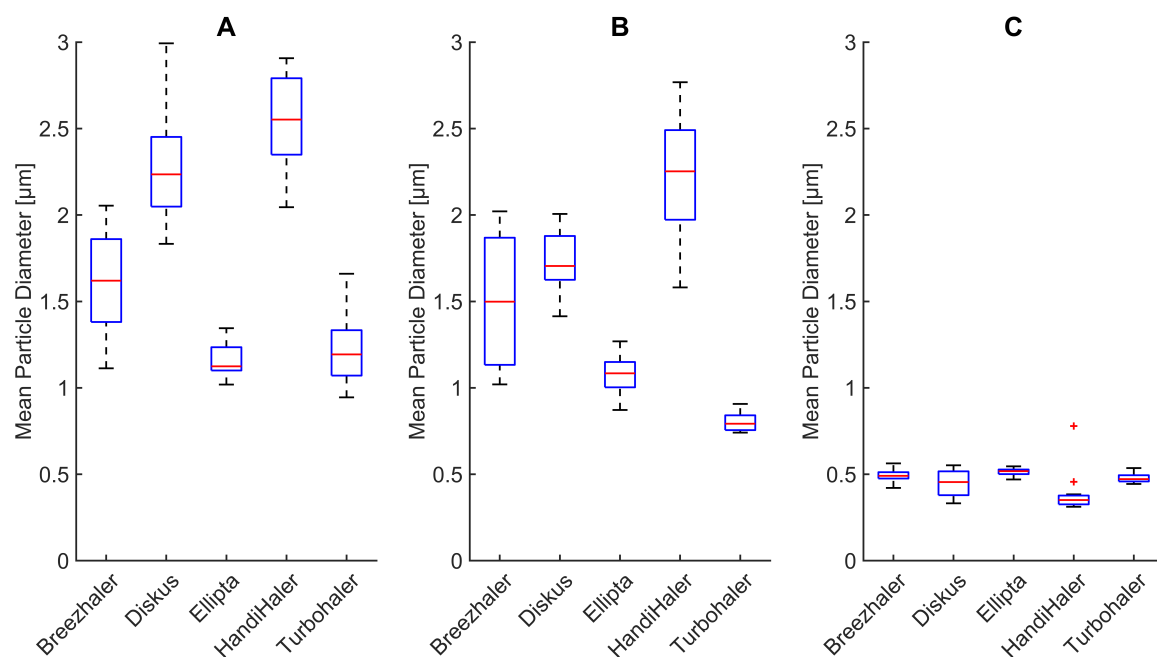 A
Mean Particle Diameter [μm]
3
2.5
2
1.5
1
0.5
0
Breezhaler
Diskus
Ellipta
HandiHaler
Turbohaler
B
Mean Particle Diameter [μm]
3
2.5
2
1.5
1
0.5
0
Breezhaler
Diskus
Ellipta
HandiHaler
Turbohaler
C
Mean Particle Diameter [μm]
3
2.5
2
1.5
1
0.5
0
Breezhaler
Diskus
Ellipta
HandiHaler
Turbohaler